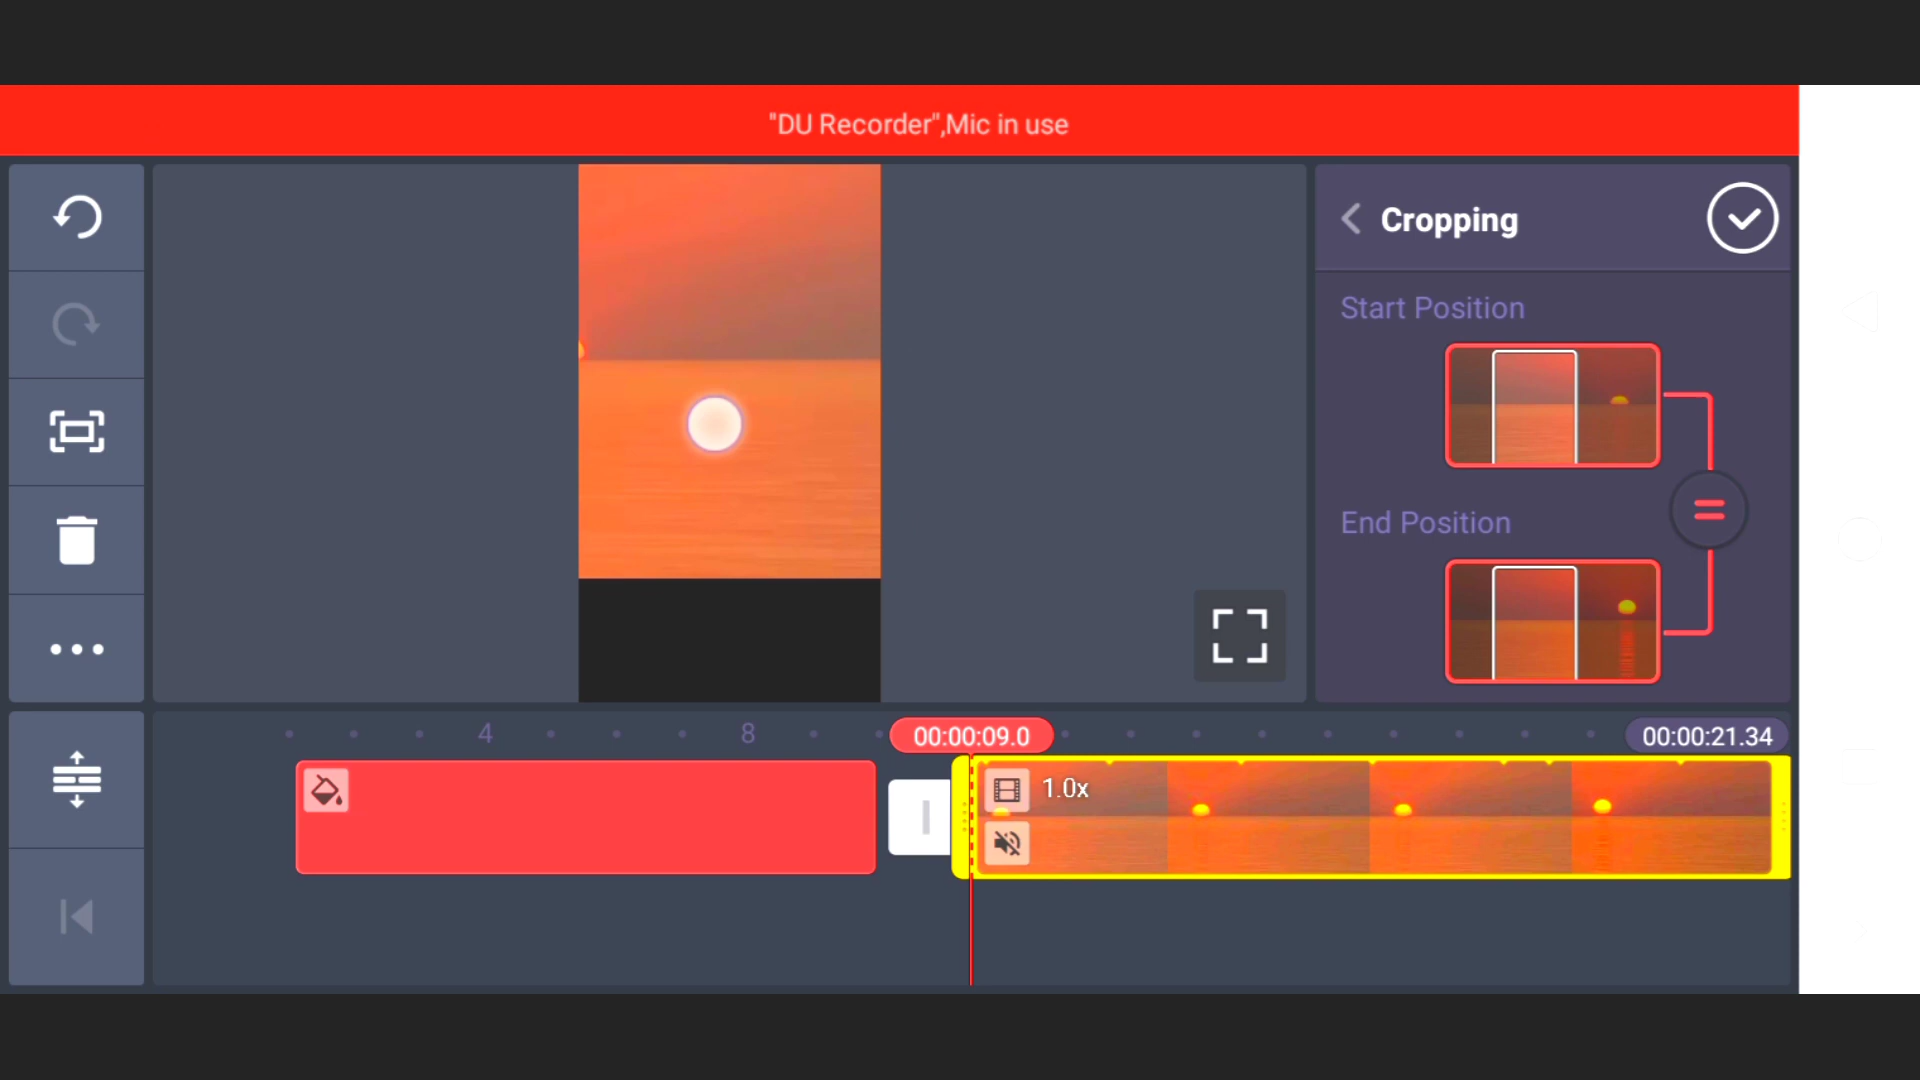 "DU Recorder",Mic in use
Cropping
Start Position
End Position
4
8
00:00:09.0
00:00:21.34
1.0x